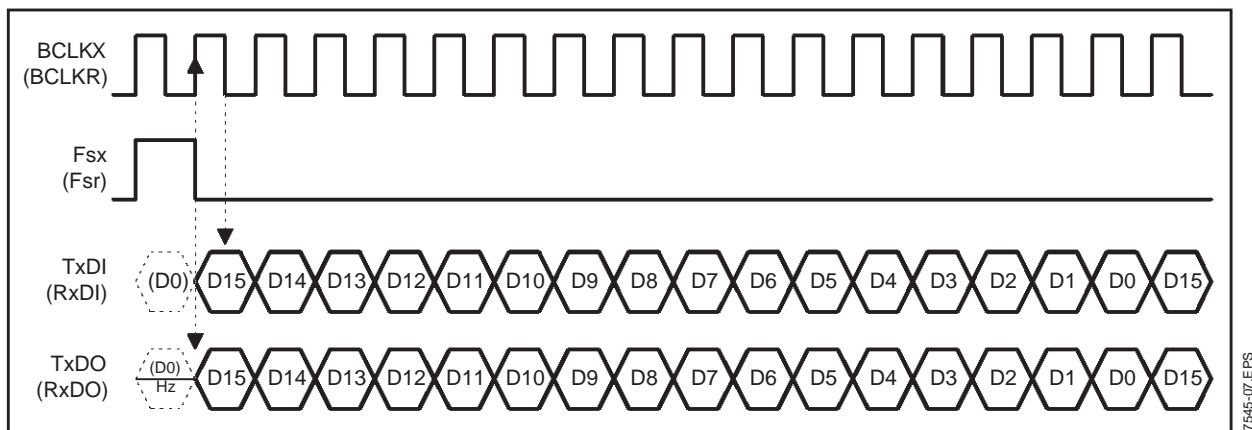 BCLKX
(BCLKR)
Fsx
(Fsr)
TxDI
(RxDI)
(D0) D15 D14 D13 D12 D11 D10 D9 D8 D7 D6 D5 D4 D3 D2 D1 D0 D15
TxDO
(RxDO)
(D0)
Hz
D15 D14 D13 D12 D11 D10 D9 D8 D7 D6 D5 D4 D3 D2 D1 D0 D15
7545-07.EPS